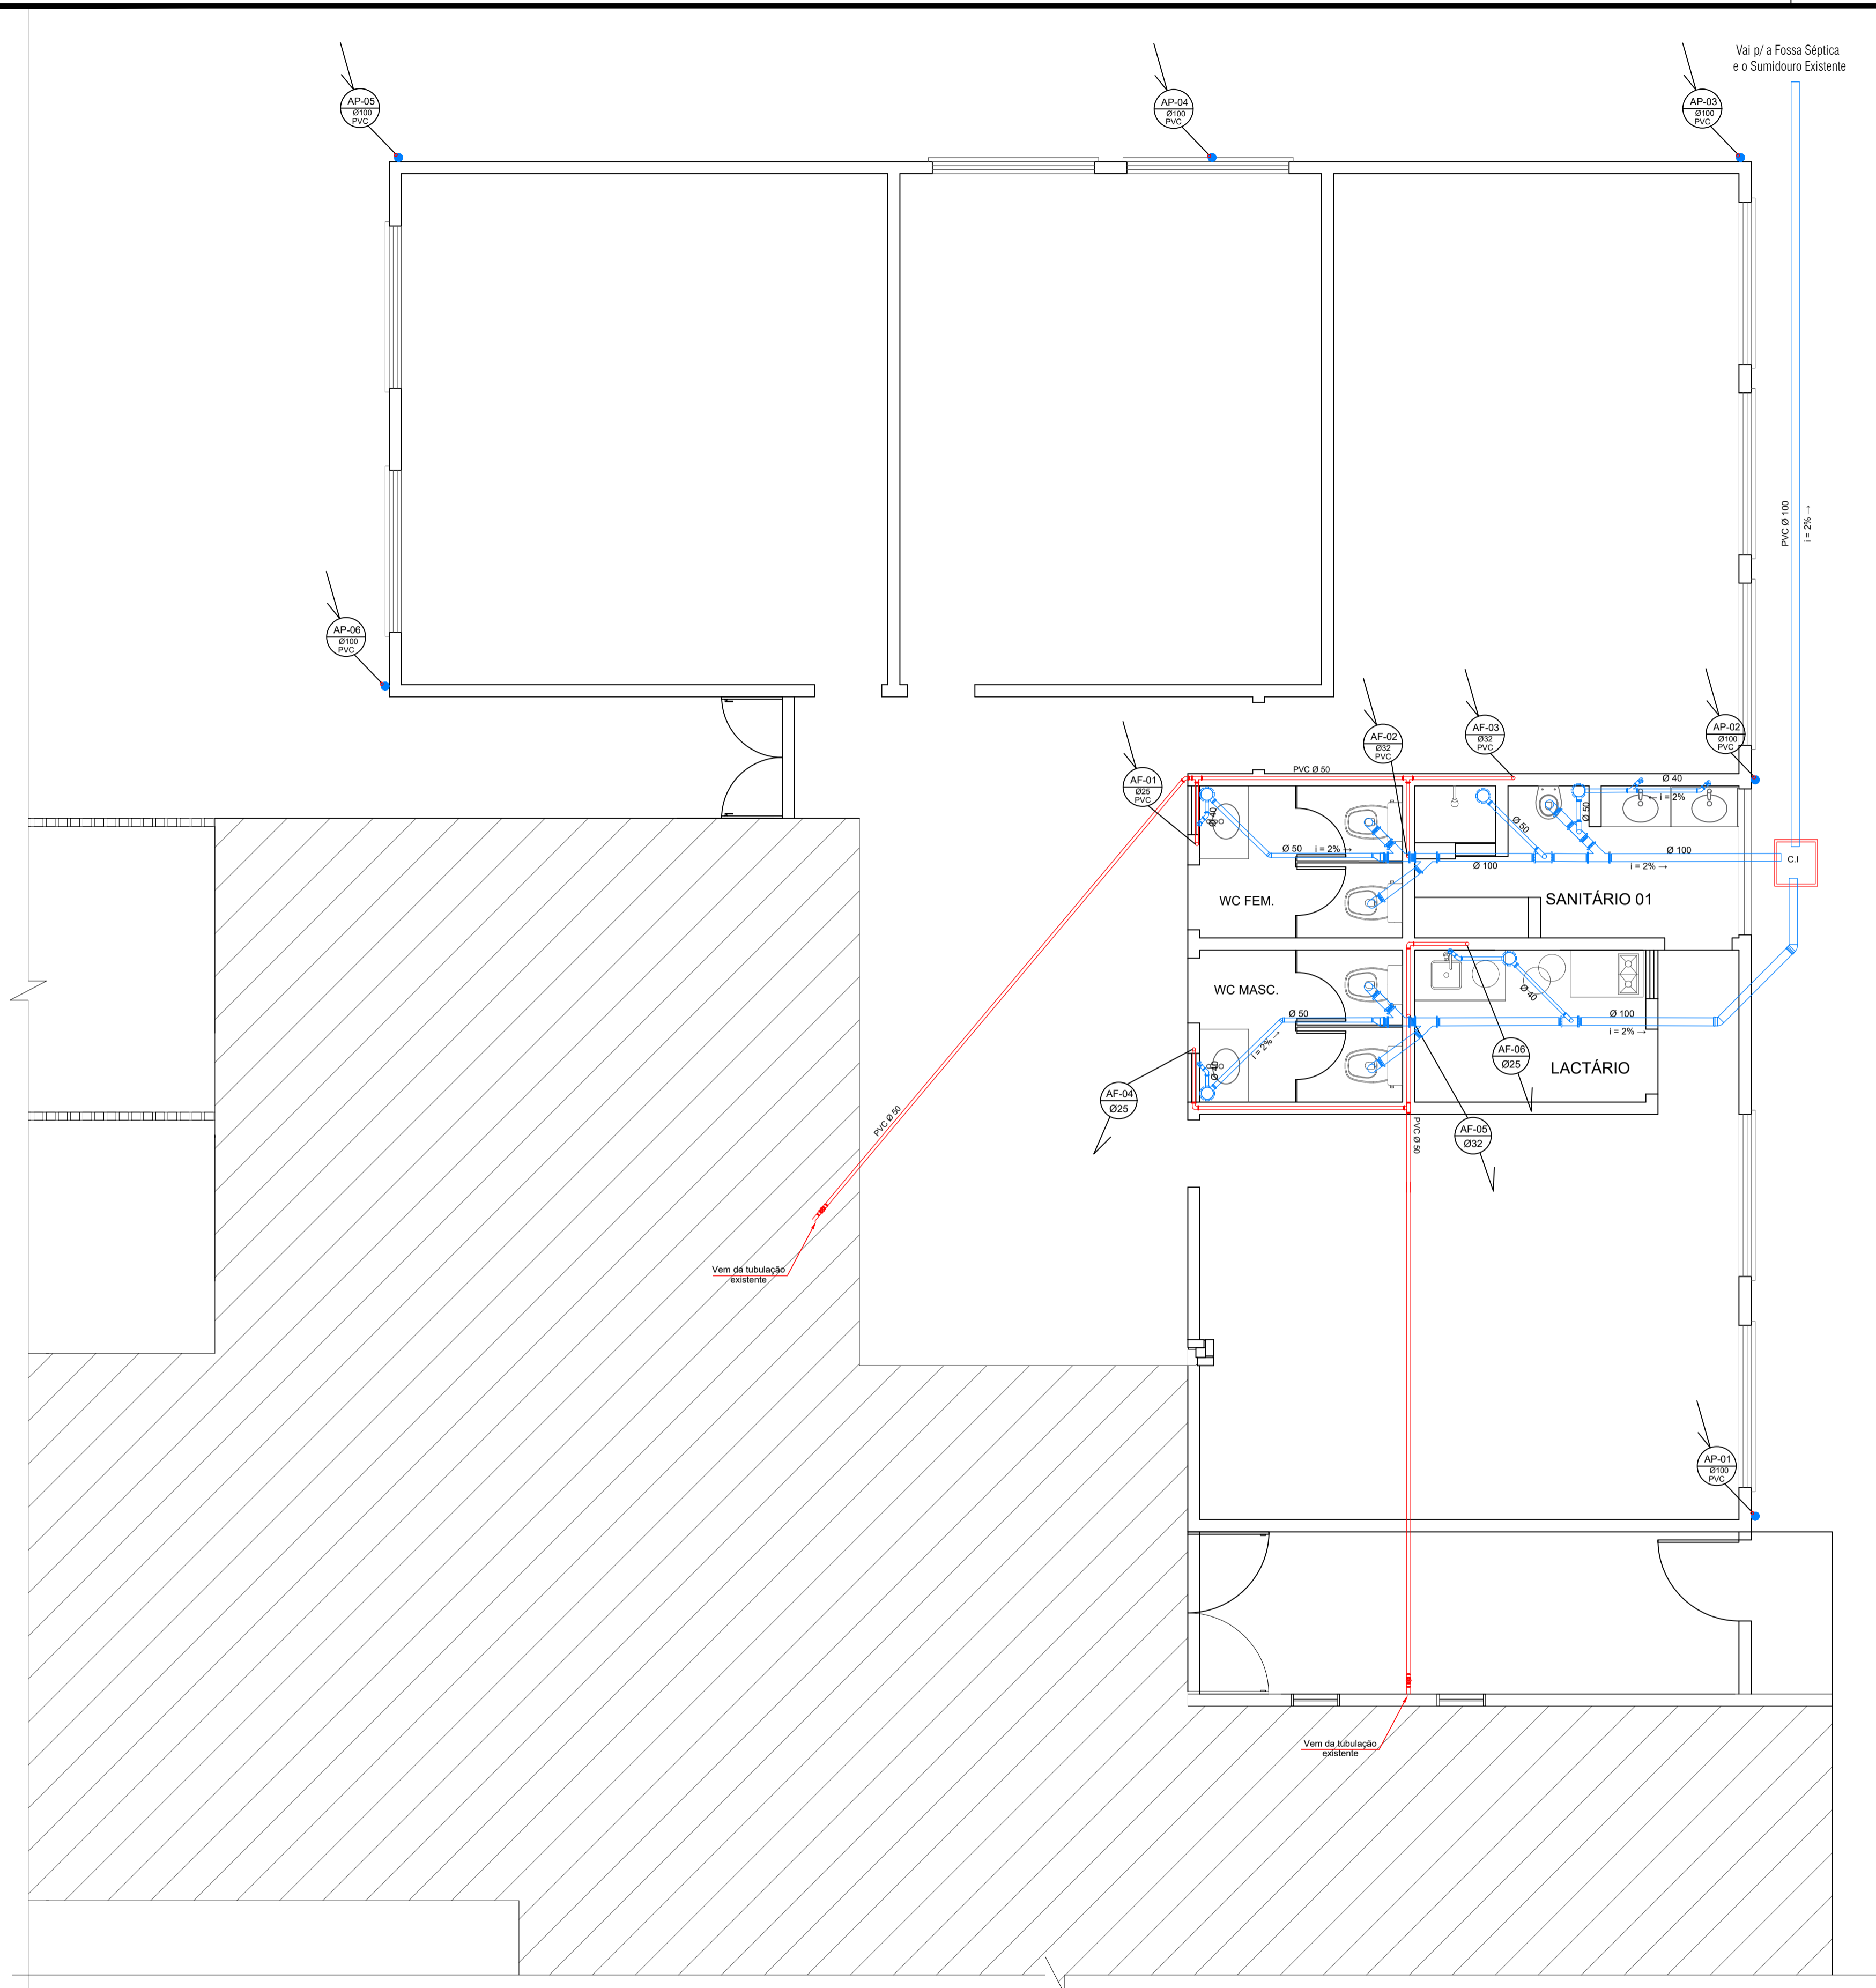 Vai p/ a Fossa Séptica
e o Sumidouro Existente
AP-05
Ø100
PVC
AP-04
Ø100
PVC
AP-03
Ø100
PVC
PVC Ø 100
i = 2% →
AP-06
Ø100
PVC
AF-01
Ø25
PVC
AF-02
Ø32
PVC
AF-03
Ø32
PVC
AP-02
Ø100
PVC
PVC Ø 50
Ø 40
← i = 2%
Ø 40
Ø 50
Ø 50
Ø 50
i = 2% →
Ø 100
Ø 100
i = 2% →
C.I
WC FEM.
SANITÁRIO 01
WC MASC.
Ø 50
i = 2% →
Ø 40
Ø 40
Ø 100
i = 2% →
LACTÁRIO
AF-06
Ø25
AF-04
Ø25
AF-05
Ø32
PVC Ø 50
PVC Ø 50
Vem da tubulação
existente
AP-01
Ø100
PVC
Vem da tubulação
existente